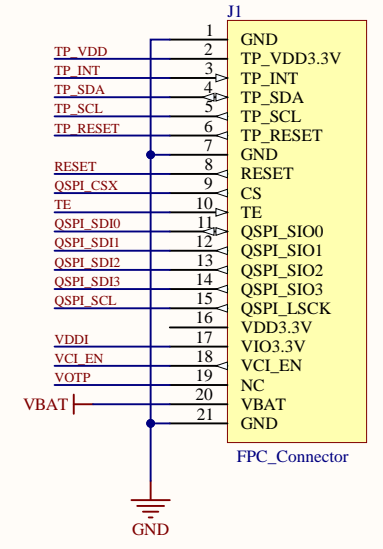 J1
1 GND
TP_VDD 2 TP_VDD3.3V
TP_INT 3 TP_INT
TP_SDA 4 TP_SDA
TP_SCL 5 TP_SCL
TP_RESET 6 TP_RESET
7 GND
RESET 8 RESET
QSPI_CSX 9 CS
TE 10 TE
QSPI_SDI0 11 QSPI_SIO0
QSPI_SDI1 12 QSPI_SIO1
QSPI_SDI2 13 QSPI_SIO2
QSPI_SDI3 14 QSPI_SIO3
QSPI_SCL 15 QSPI_LSCK
16 VDD3.3V
VDDI 17 VIO3.3V
VCI_EN 18 VCI_EN
VOTP 19 NC
VBAT 20 VBAT
21 GND
FPC_Connector
GND